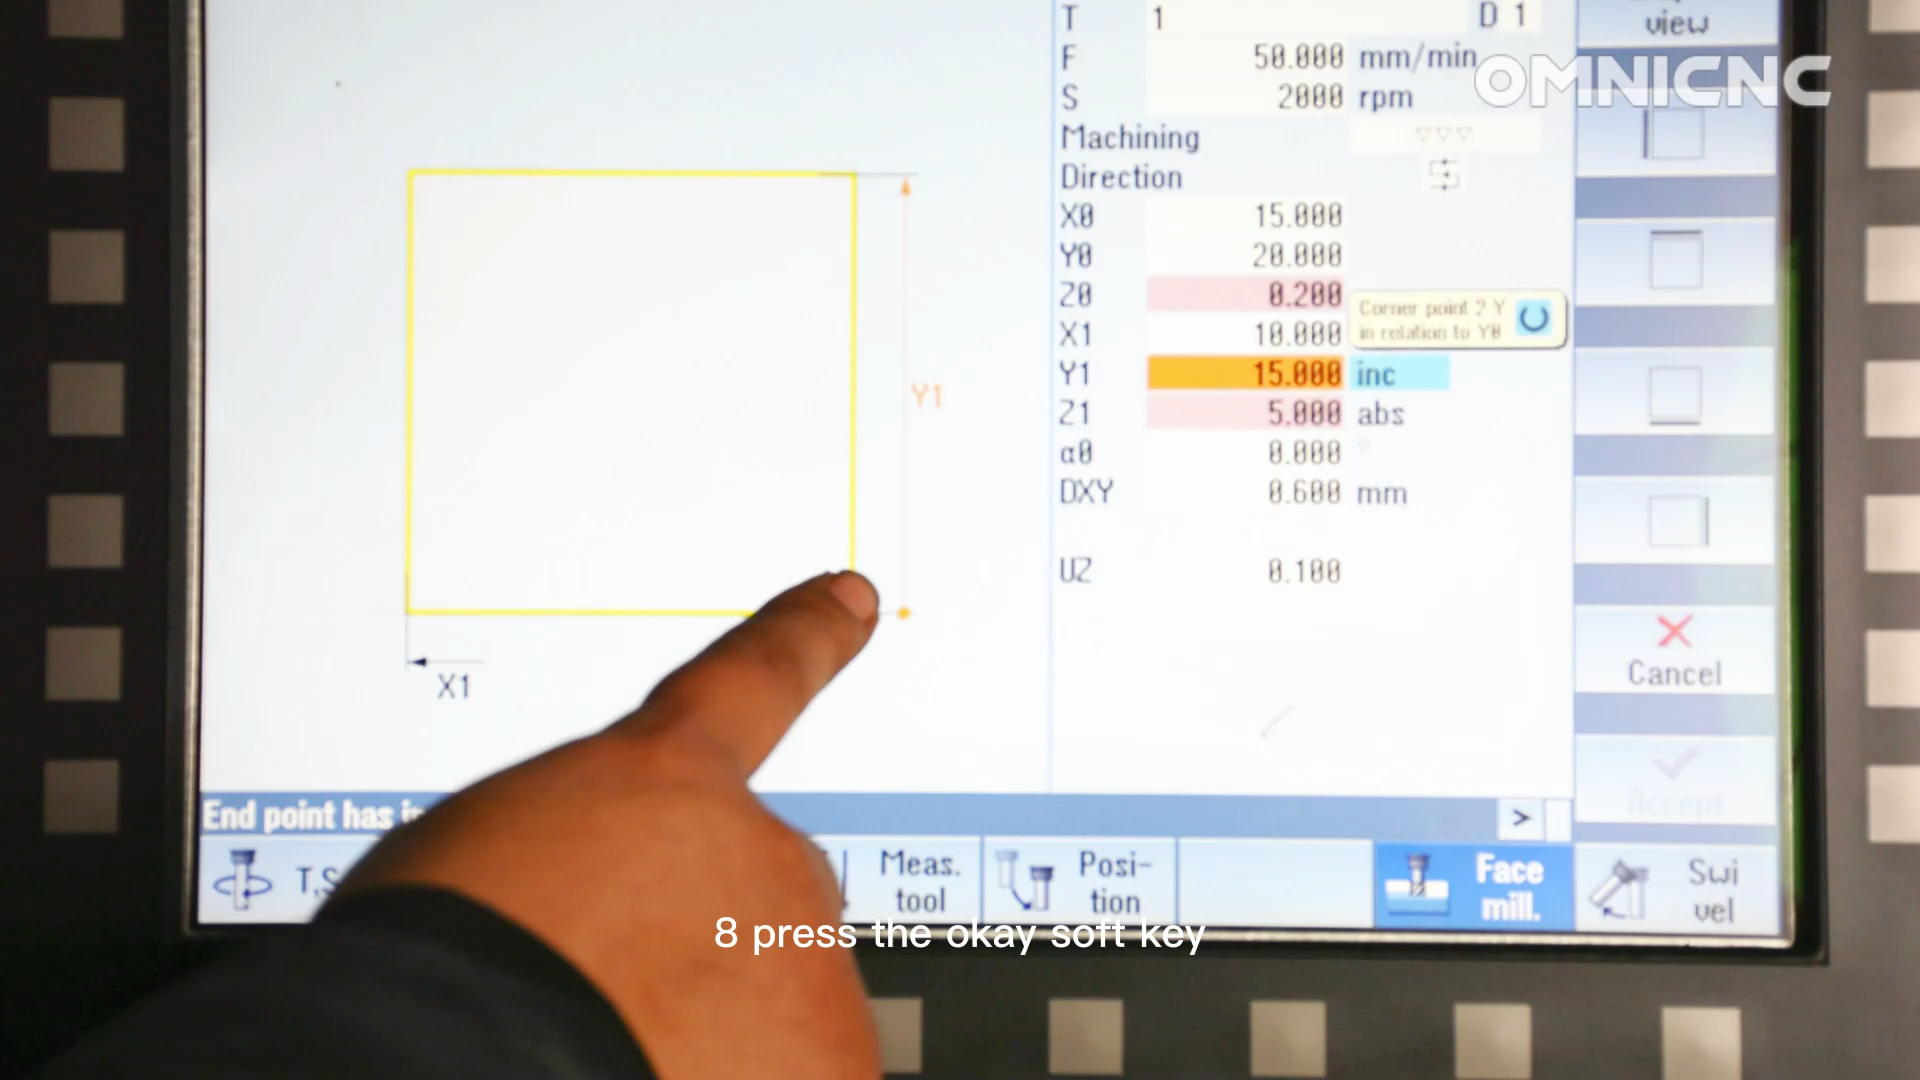 view
T 1 D 1
F 50.000 mm/min
S 2000 rpm
OMNICNC
Machining ▽▽▽
Direction
X0 15.000
Y0 20.000
Z0 0.200
Corner point 2 Y
in relation to Y0
X1 10.000
Y1 15.000 inc
Z1 5.000 abs
α0 0.000 °
DXY 0.600 mm
UZ 0.100
Y1
X1
Cancel
Accept
End point has
>
T,S
Meas.
tool
Posi-
tion
Face
mill.
Swi
vel
8 press the okay soft key